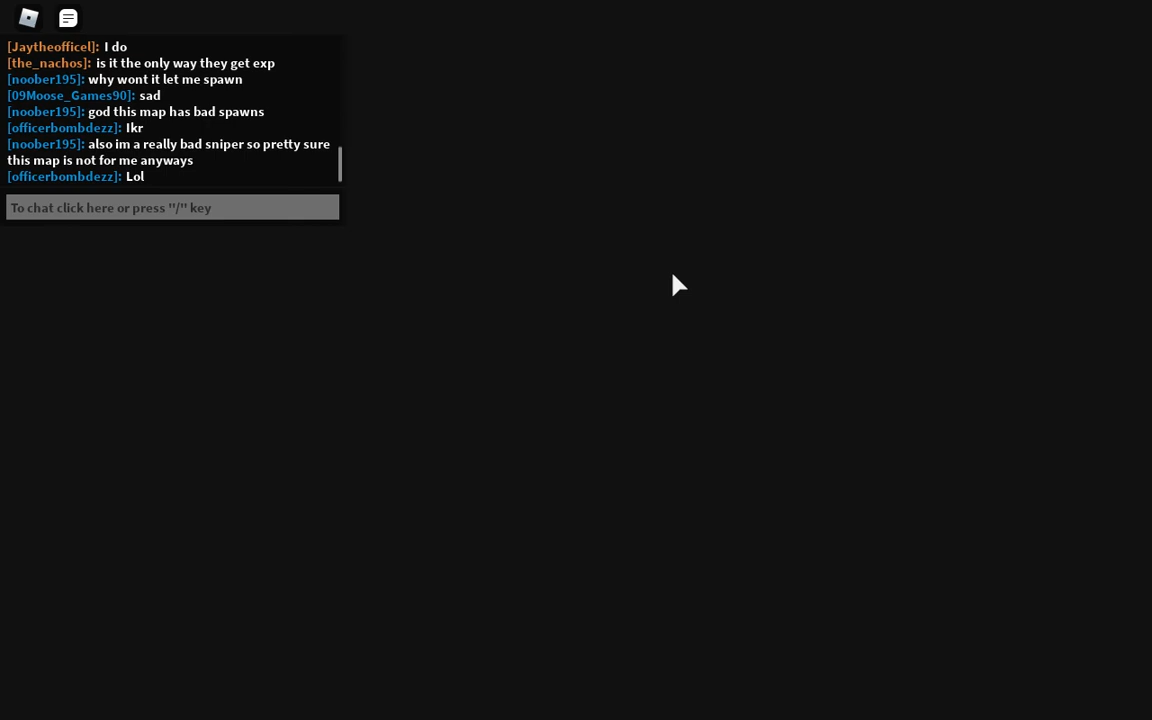 [Jaytheofficel]: I do
[the_nachos]: is it the only way they get exp
[noober195]: why wont it let me spawn
[09Moose_Games90]: sad
[noober195]: god this map has bad spawns
[officerbombdezz]: Ikr
[noober195]: also im a really bad sniper so pretty sure
this map is not for me anyways
[officerbombdezz]: Lol
To chat click here or press "/" key